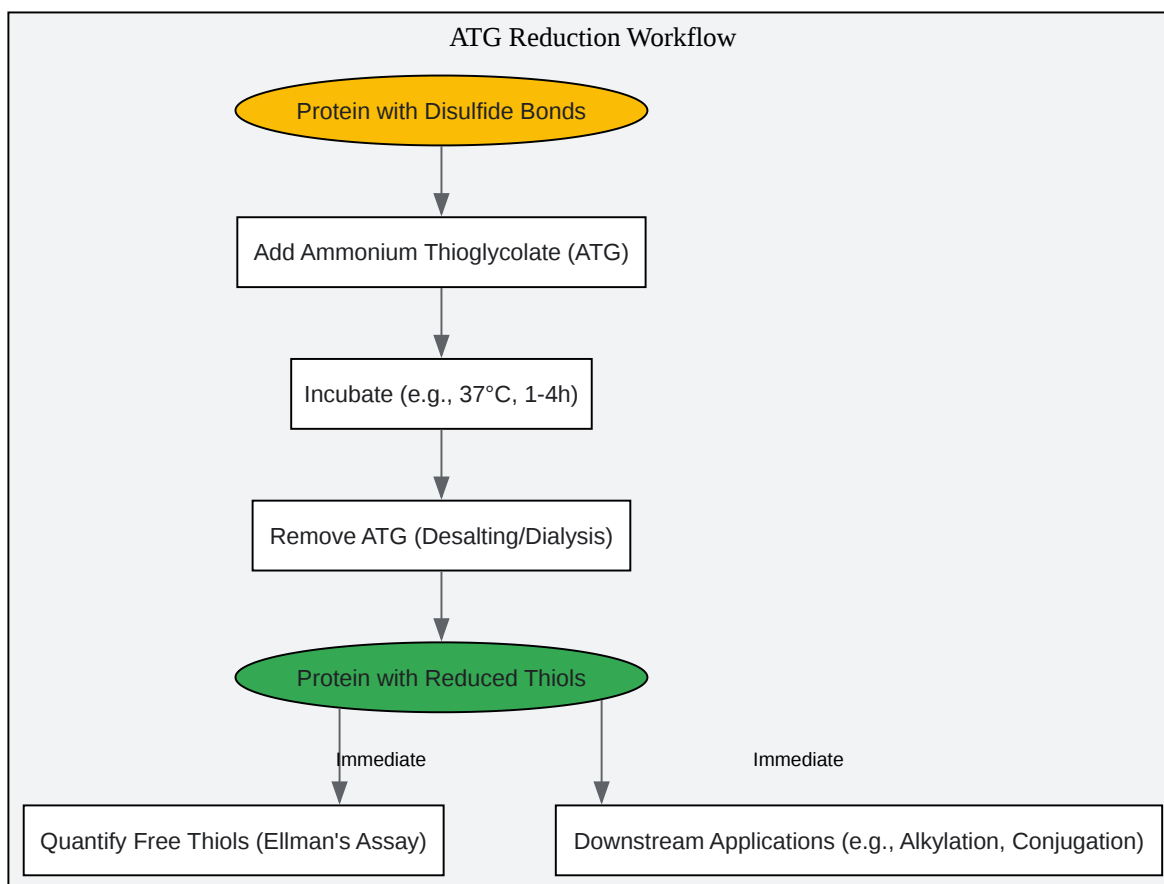 ATG Reduction Workflow
Protein with Disulfide Bonds
Add Ammonium Thioglycolate (ATG)
Incubate (e.g., 37°C, 1-4h)
Remove ATG (Desalting/Dialysis)
Protein with Reduced Thiols
Immediate
Immediate
Quantify Free Thiols (Ellman's Assay)
Downstream Applications (e.g., Alkylation, Conjugation)